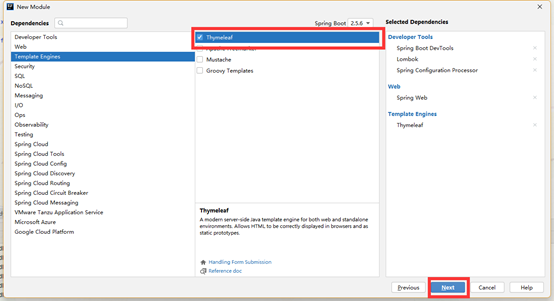 New Module
Dependencies
Spring Boot 2.5.6
Selected Dependencies
Developer Tools
Web
Template Engines
Security
SQL
NoSQL
Messaging
I/O
Ops
Observability
Testing
Spring Cloud
Spring Cloud Tools
Spring Cloud Config
Spring Cloud Discovery
Spring Cloud Routing
Spring Cloud Circuit Breaker
Spring Cloud Messaging
VMware Tanzu Application Service
Microsoft Azure
Google Cloud Platform
Thymeleaf
Mustache
Groovy Templates
Thymeleaf
A modern server-side Java template engine for both web and standalone
environments. Allows HTML to be correctly displayed in browsers and as
static prototypes.
Handling Form Submission
Reference doc
Developer Tools
Spring Boot DevTools
Lombok
Spring Configuration Processor
Web
Spring Web
Template Engines
Thymeleaf
Previous
Next
Cancel
Help